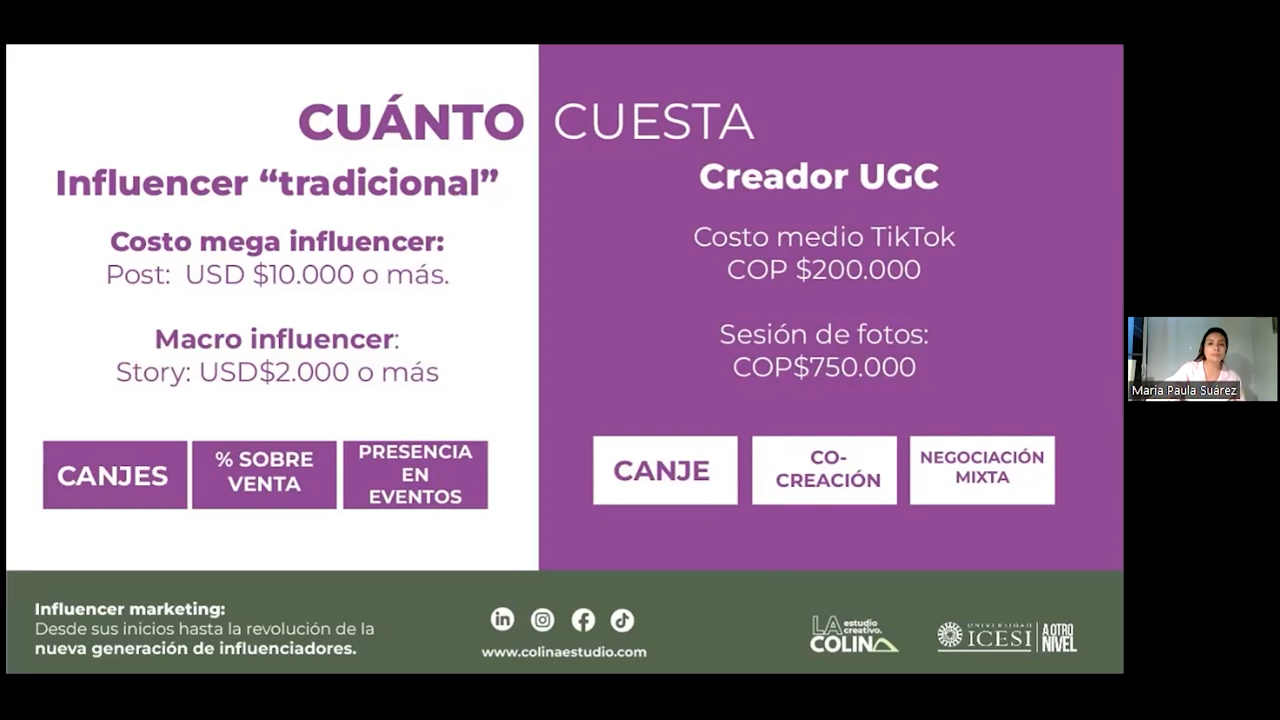 CUÁNTO CUESTA
Influencer “tradicional”
Costo mega influencer:
Post: USD $10.000 o más.
Macro influencer:
Story: USD$2.000 o más
CANJES
% SOBRE
VENTA
PRESENCIA
EN
EVENTOS
Creador UGC
Costo medio TikTok
COP $200.000
Sesión de fotos:
COP$750.000
CANJE
CO-
CREACIÓN
NEGOCIACIÓN
MIXTA
Maria Paula Suárez
Influencer marketing:
Desde sus inicios hasta la revolución de la
nueva generación de influenciadores.
in
www.colinaestudio.com
LA estudio
creativo.
COLINA
UNIVERSIDAD
ICESI
A OTRO
NIVEL